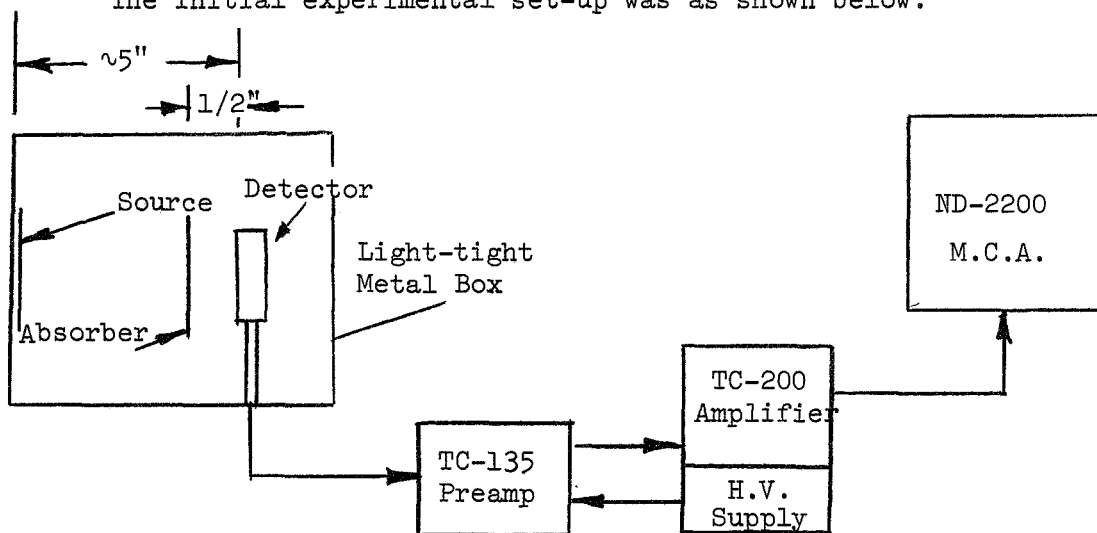 The initial experimental set-up was as shown below.
~5"
1/2"
Source
Detector
Light-tight
Metal Box
Absorber
ND-2200
M.C.A.
TC-200
Amplifier
TC-135
Preamp
H.V.
Supply